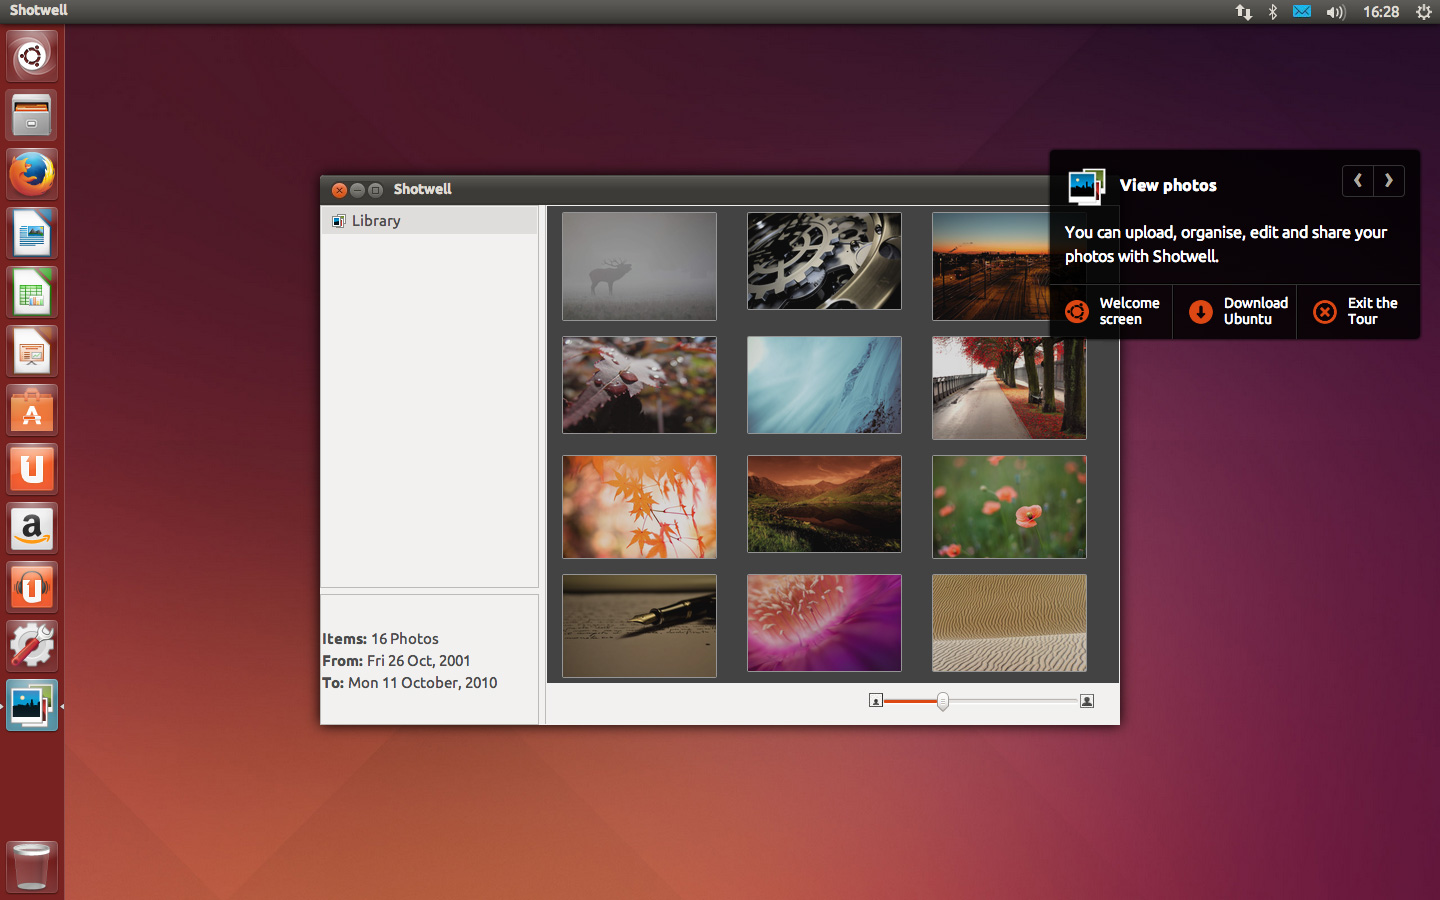 Shotwell
16:28
Shotwell
Library
View photos
You can upload, organise, edit and share your
photos with Shotwell.
Welcome
screen
Download
Ubuntu
Exit the
Tour
Items: 16 Photos
From: Fri 26 Oct, 2001
To: Mon 11 October, 2010